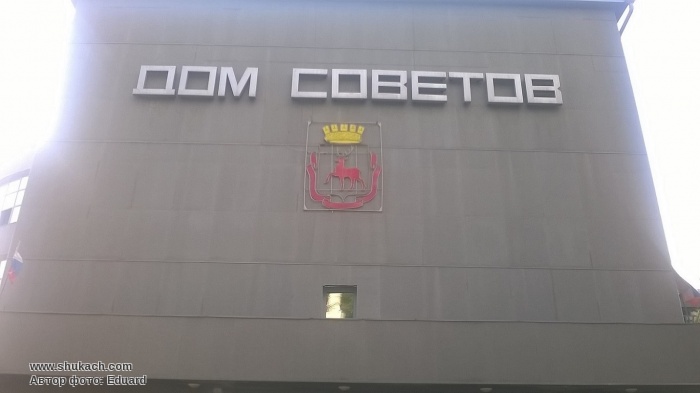 ДОМ СОВЕТОВ
www.shukach.com
Автор фото: Eduard